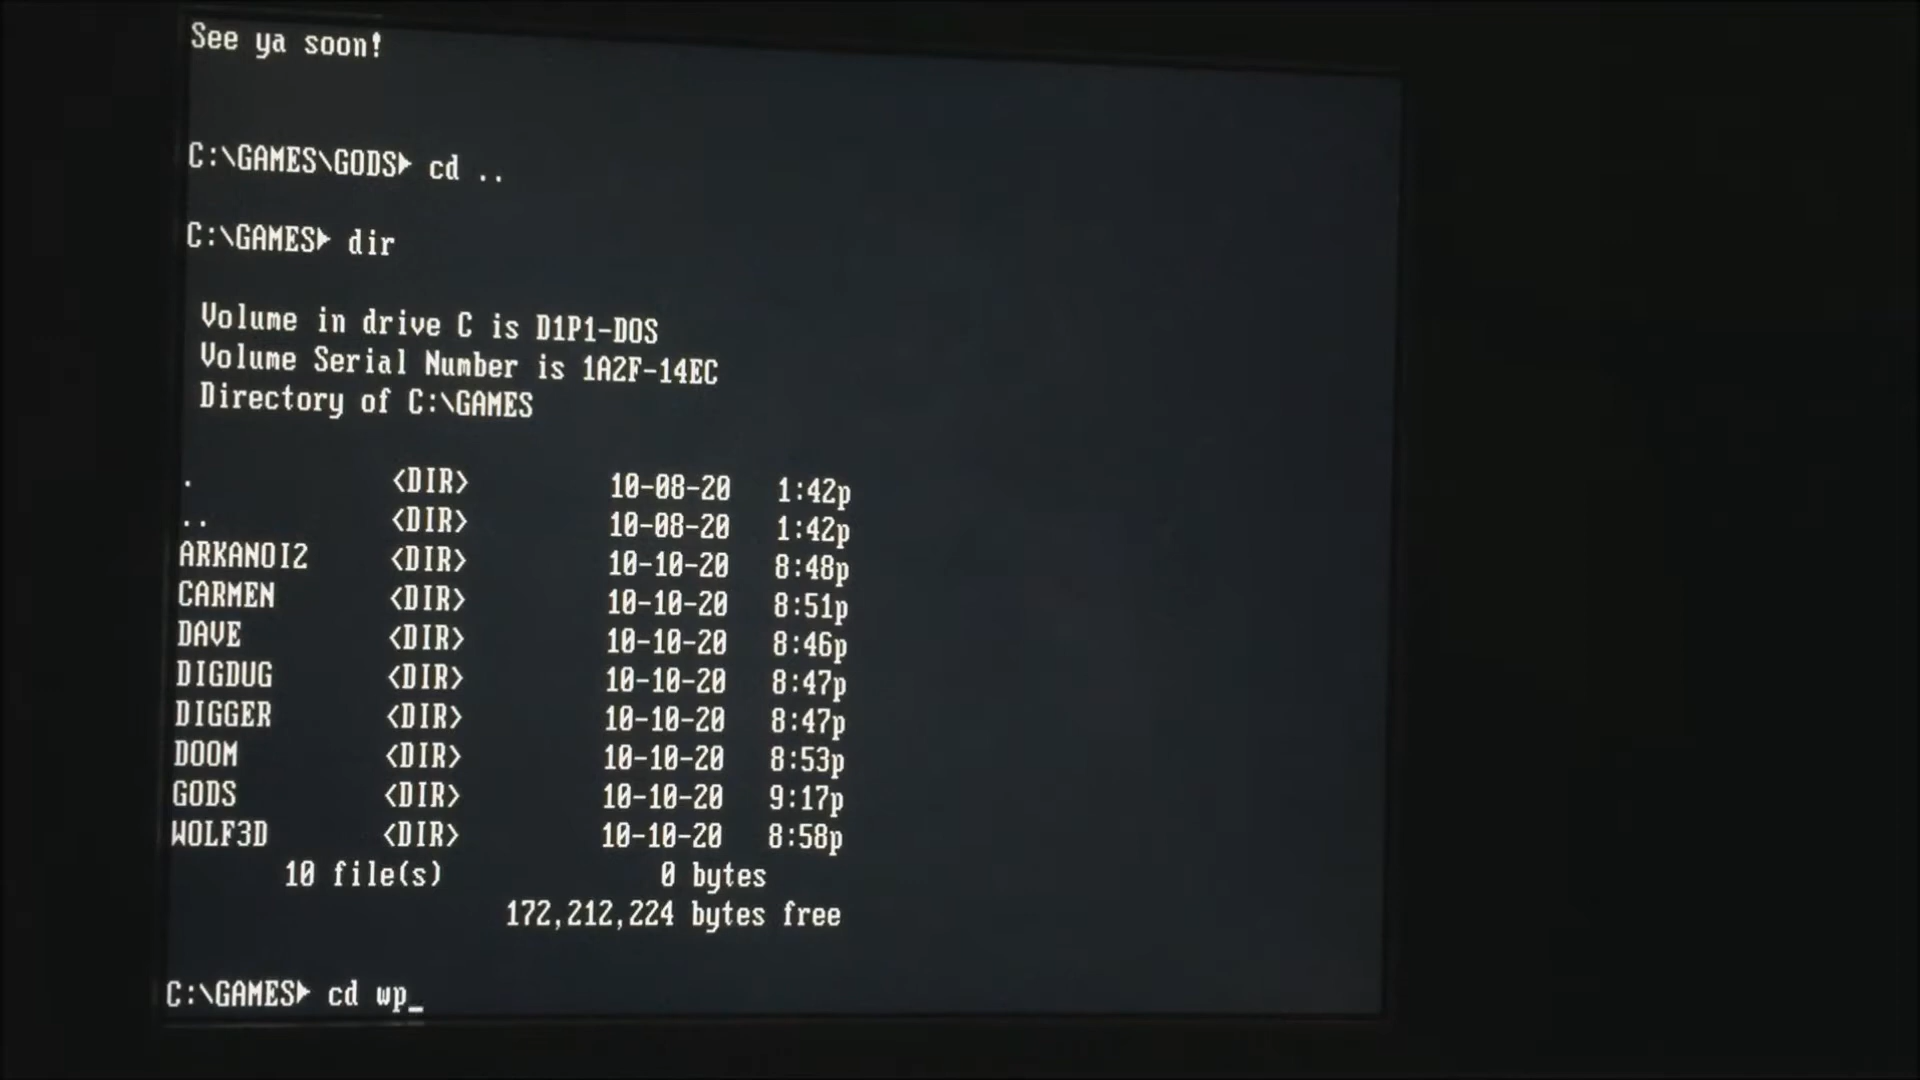 See ya soon!
C:\GAMES\GODS► cd ..
C:\GAMES► dir
Volume in drive C is D1P1-DOS
Volume Serial Number is 1A2F-14EC
Directory of C:\GAMES
. <DIR> 10-08-20 1:42p
.. <DIR> 10-08-20 1:42p
ARKANOI2 <DIR> 10-10-20 8:48p
CARMEN <DIR> 10-10-20 8:51p
DAVE <DIR> 10-10-20 8:46p
DIGDUG <DIR> 10-10-20 8:47p
DIGGER <DIR> 10-10-20 8:47p
DOOM <DIR> 10-10-20 8:53p
GODS <DIR> 10-10-20 9:17p
WOLF3D <DIR> 10-10-20 8:58p
10 file(s) 0 bytes
172,212,224 bytes free
C:\GAMES► cd wp_